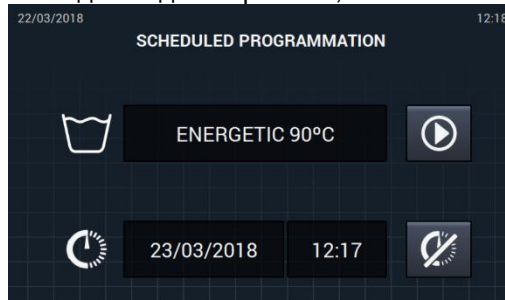 22/03/2018 12:18
SCHEDULED PROGRAMMATION
ENERGETIC 90ºC
23/03/2018 12:17